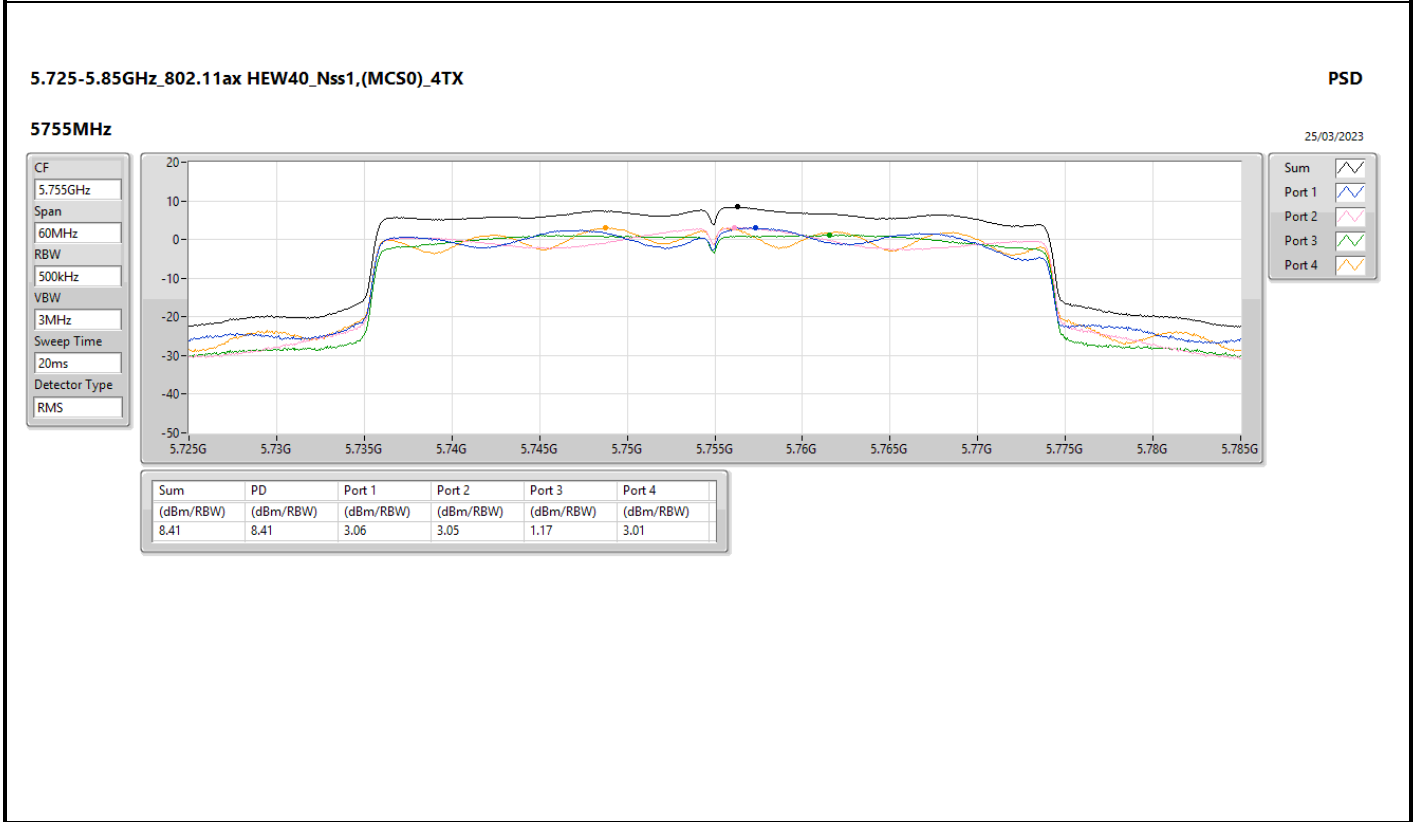 5.725-5.85GHz_802.11ax HEW40_Nss1,(MCS0)_4TX PSD
5755MHz
25/03/2023
CF
5.755GHz
Span
60MHz
RBW
500kHz
VBW
3MHz
Sweep Time
20ms
Detector Type
RMS
20
10
0
-10
-20
-30
-40
-50
5.725G 5.73G 5.735G 5.74G 5.745G 5.75G 5.755G 5.76G 5.765G 5.77G 5.775G 5.78G 5.785G
Sum
Port 1
Port 2
Port 3
Port 4
Sum PD Port 1 Port 2 Port 3 Port 4
(dBm/RBW) (dBm/RBW) (dBm/RBW) (dBm/RBW) (dBm/RBW) (dBm/RBW)
8.41 8.41 3.06 3.05 1.17 3.01